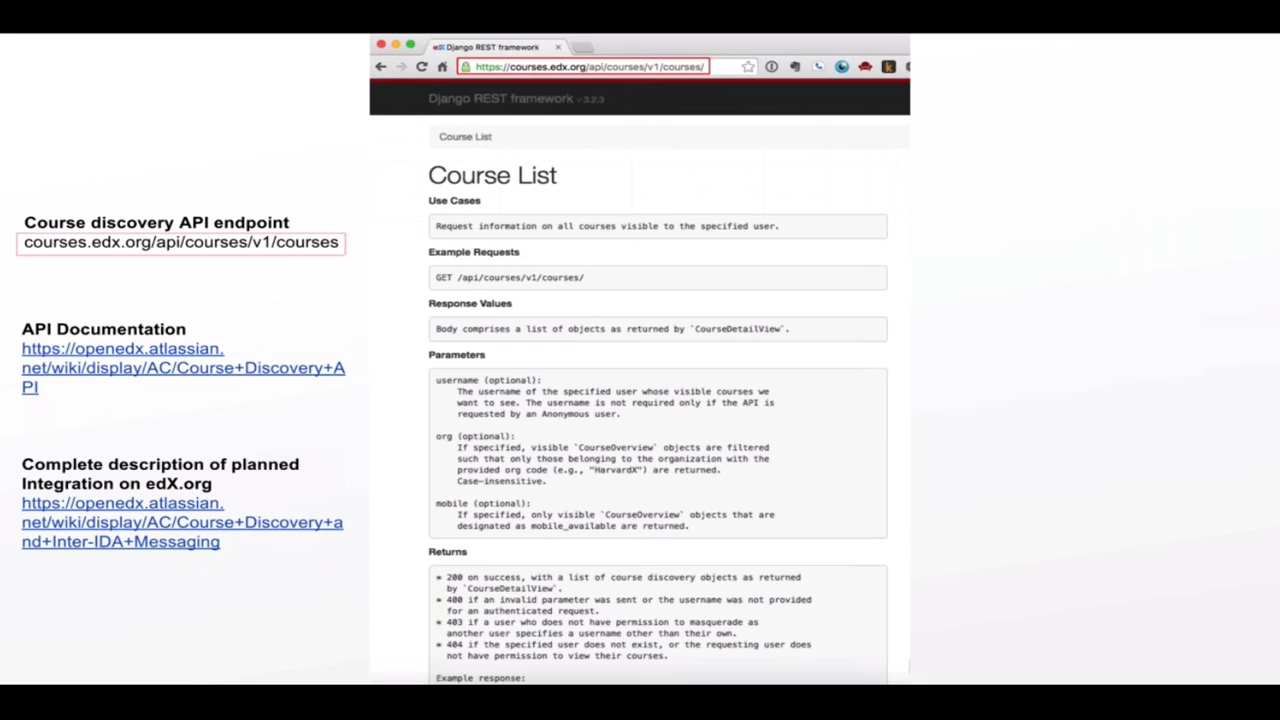 Course discovery API endpoint
courses.edx.org/api/courses/v1/courses
API Documentation
https://openedx.atlassian.
net/wiki/display/AC/Course+Discovery+A
PI
Complete description of planned
Integration on edX.org
https://openedx.atlassian.
net/wiki/display/AC/Course+Discovery+a
nd+Inter-IDA+Messaging
Django REST framework
https://courses.edx.org/api/courses/v1/courses/
Django REST framework v 3.2.3
Course List
Course List
Use Cases
Request information on all courses visible to the specified user.
Example Requests
GET /api/courses/v1/courses/
Response Values
Body comprises a list of objects as returned by `CourseDetailView`.
Parameters
username (optional):
The username of the specified user whose visible courses we
want to see. The username is not required only if the API is
requested by an Anonymous user.
org (optional):
If specified, visible `CourseOverview` objects are filtered
such that only those belonging to the organization with the
provided org code (e.g., "HarvardX") are returned.
Case-insensitive.
mobile (optional):
If specified, only visible `CourseOverview` objects that are
designated as mobile_available are returned.
Returns
* 200 on success, with a list of course discovery objects as returned
by `CourseDetailView`.
* 400 if an invalid parameter was sent or the username was not provided
for an authenticated request.
* 403 if a user who does not have permission to masquerade as
another user specifies a username other than their own.
* 404 if the specified user does not exist, or the requesting user does
not have permission to view their courses.
Example response: